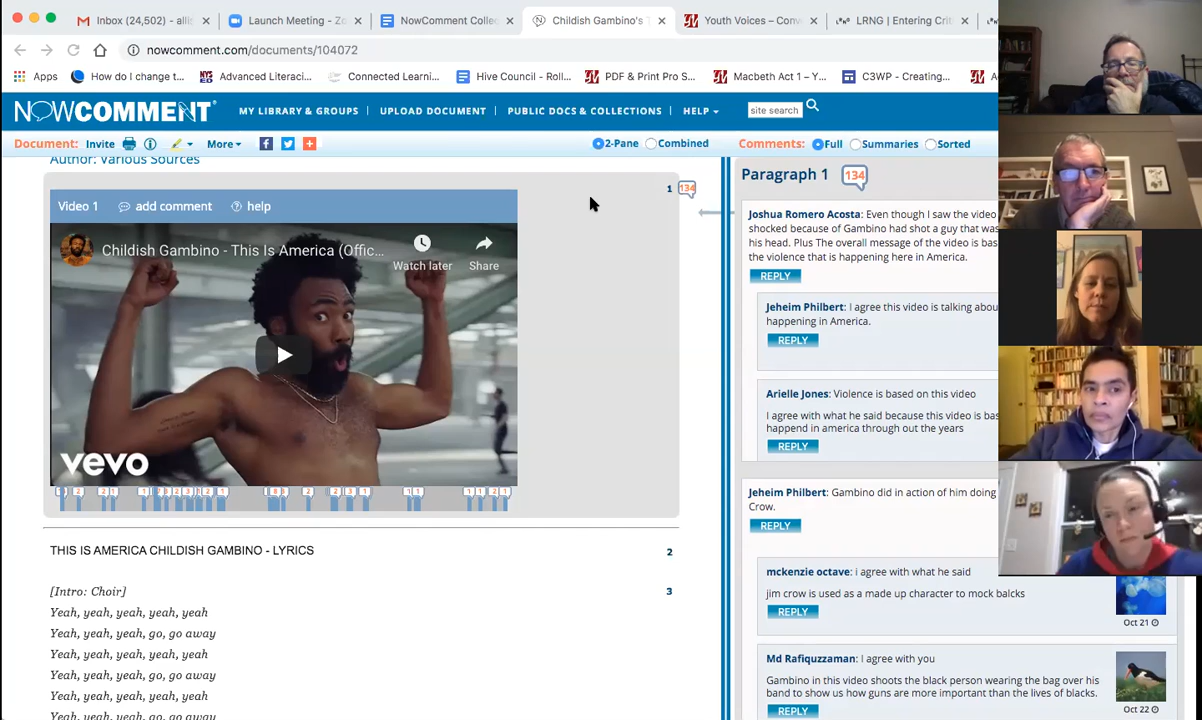 Inbox (24,502) - alli
Launch Meeting - Zo
NowComment Collec
Childish Gambino's T
Youth Voices – Conv
LRNG | Entering Crit
nowcomment.com/documents/104072
Apps
How do I change t...
Advanced Literaci...
Connected Learni...
Hive Council - Roll...
PDF & Print Pro S...
Macbeth Act 1 – Y...
C3WP - Creating...
NOWCOMMENT
MY LIBRARY & GROUPS
UPLOAD DOCUMENT
PUBLIC DOCS & COLLECTIONS
HELP
site search
Document:
Invite
More
2-Pane
Combined
Comments:
Full
Summaries
Sorted
Author: Various Sources
1
134
Video 1
add comment
help
Childish Gambino - This Is America (Offic...
Watch later
Share
vevo
THIS IS AMERICA CHILDISH GAMBINO - LYRICS
2
[Intro: Choir]
3
Yeah, yeah, yeah, yeah, yeah
Yeah, yeah, yeah, go, go away
Yeah, yeah, yeah, yeah, yeah
Yeah, yeah, yeah, go, go away
Yeah, yeah, yeah, yeah, yeah
Yeah, yeah, yeah, go, go away
Paragraph 1
134
Joshua Romero Acosta: Even though I saw the video
shocked because of Gambino had shot a guy that was
his head. Plus The overall message of the video is bas
the violence that is happening here in America.
REPLY
Jeheim Philbert: I agree this video is talking abou
happening in America.
REPLY
Arielle Jones: Violence is based on this video
I agree with what he said because this video is bas
happend in america through out the years
REPLY
Jeheim Philbert: Gambino did in action of him doing
Crow.
REPLY
mckenzie octave: i agree with what he said
jim crow is used as a made up character to mock balcks
REPLY
Oct 21
Md Rafiquzzaman: I agree with you
Gambino in this video shoots the black person wearing the bag over his
band to show us how guns are more important than the lives of blacks.
REPLY
Oct 22